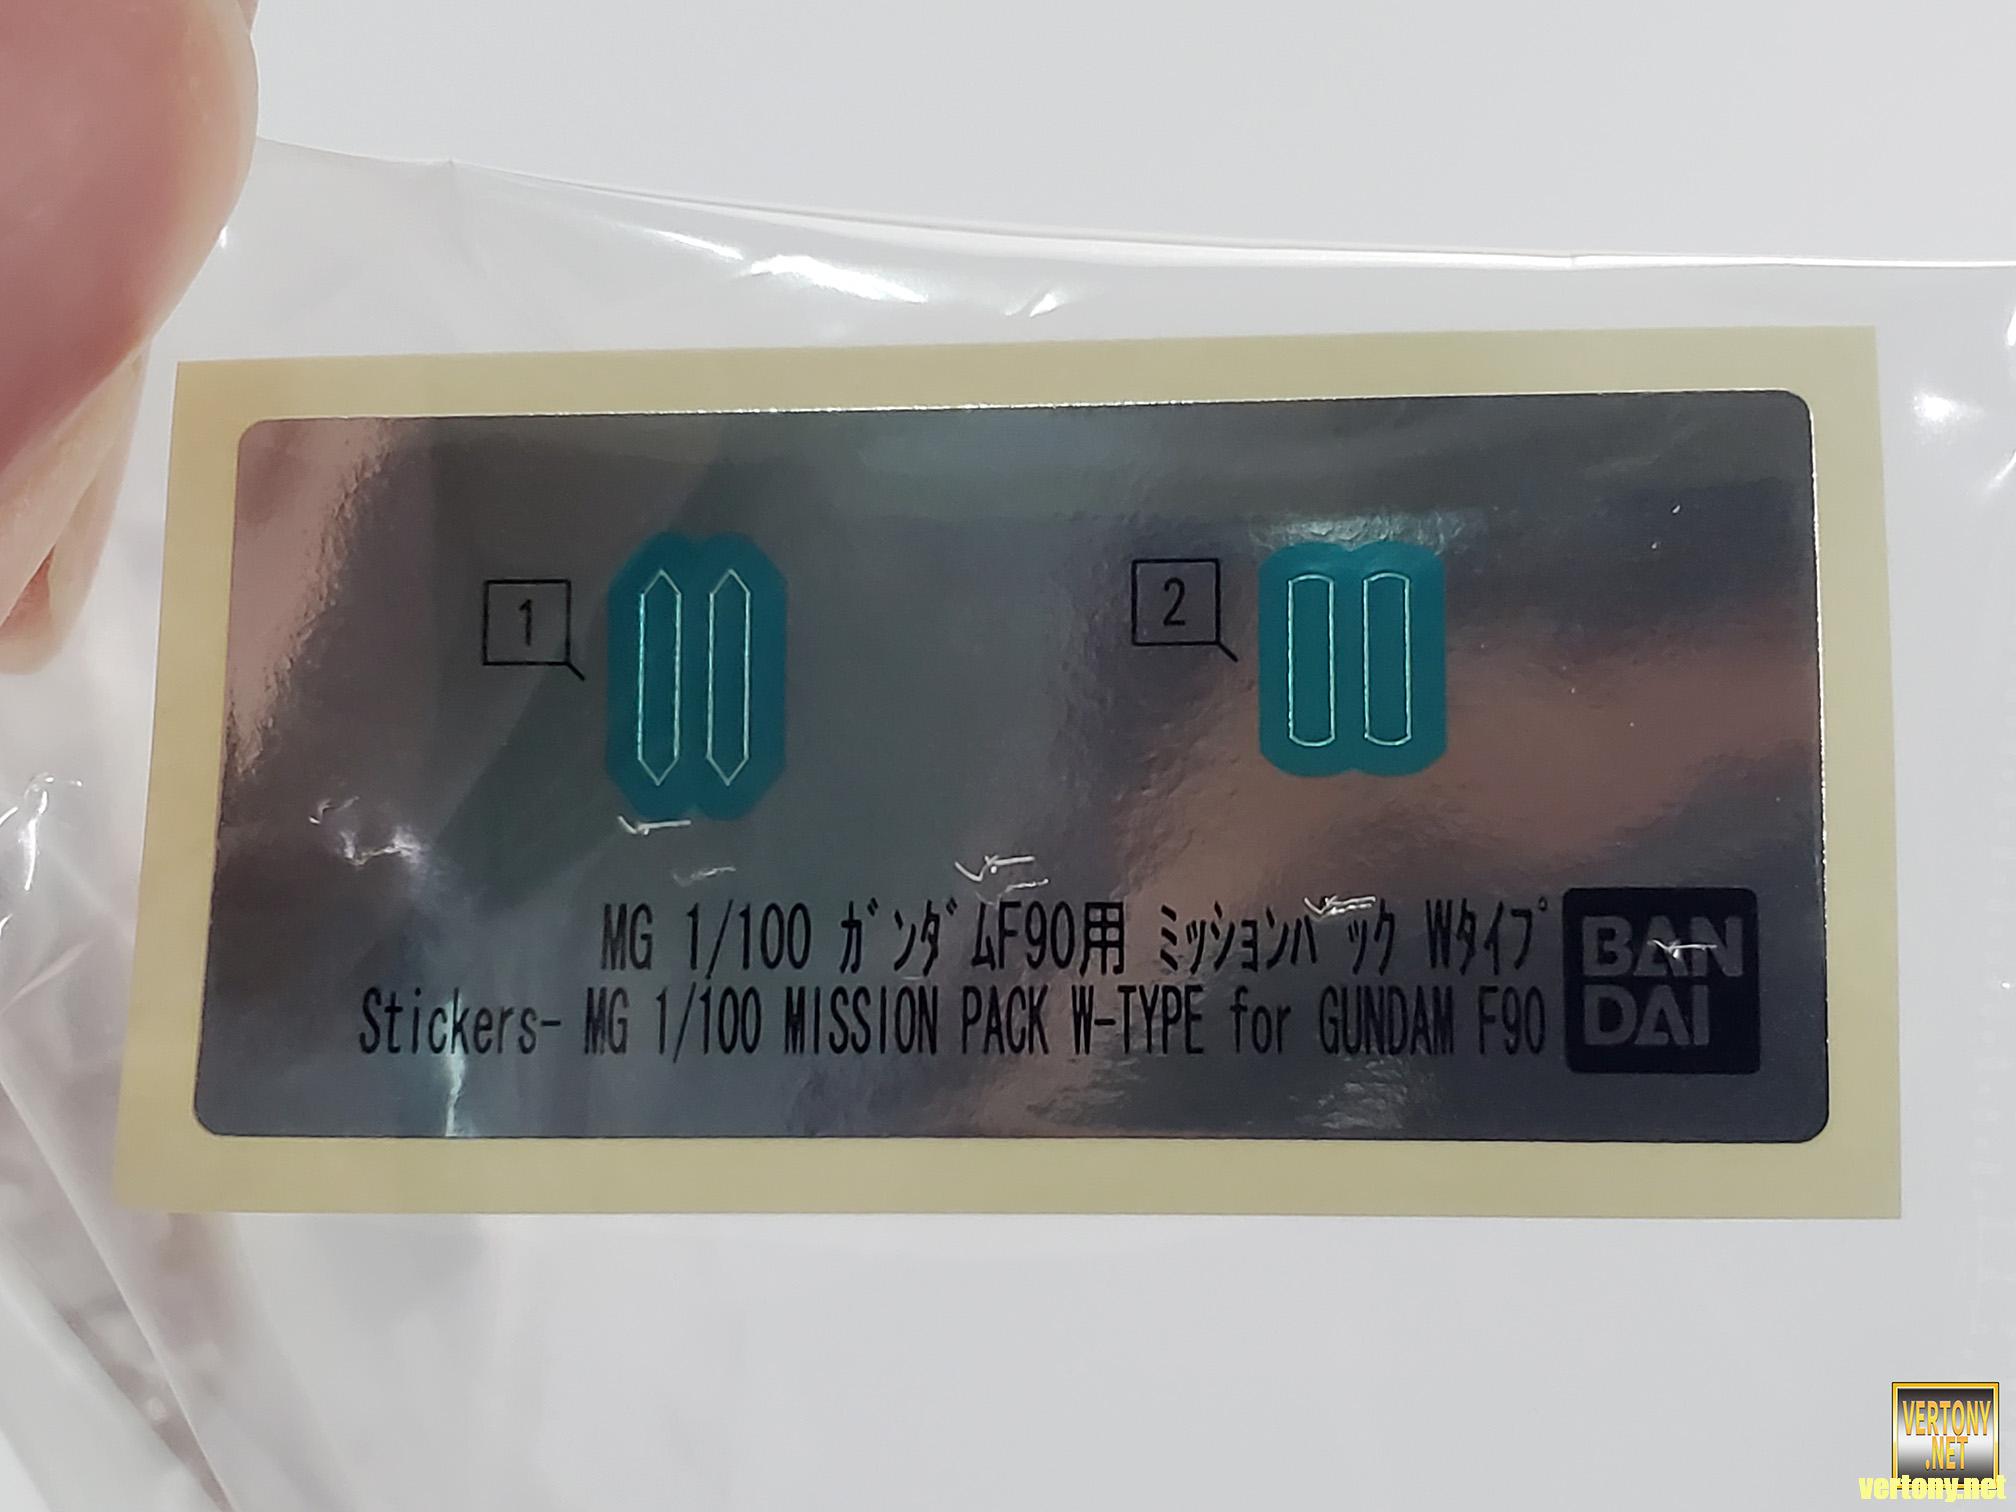 1
2
MG 1/100 ガンダムF90用 ミッションパック Wタイプ
Stickers- MG 1/100 MISSION PACK W-TYPE for GUNDAM F90
BAN
DAI
VERTONY
.NET
vertony.net